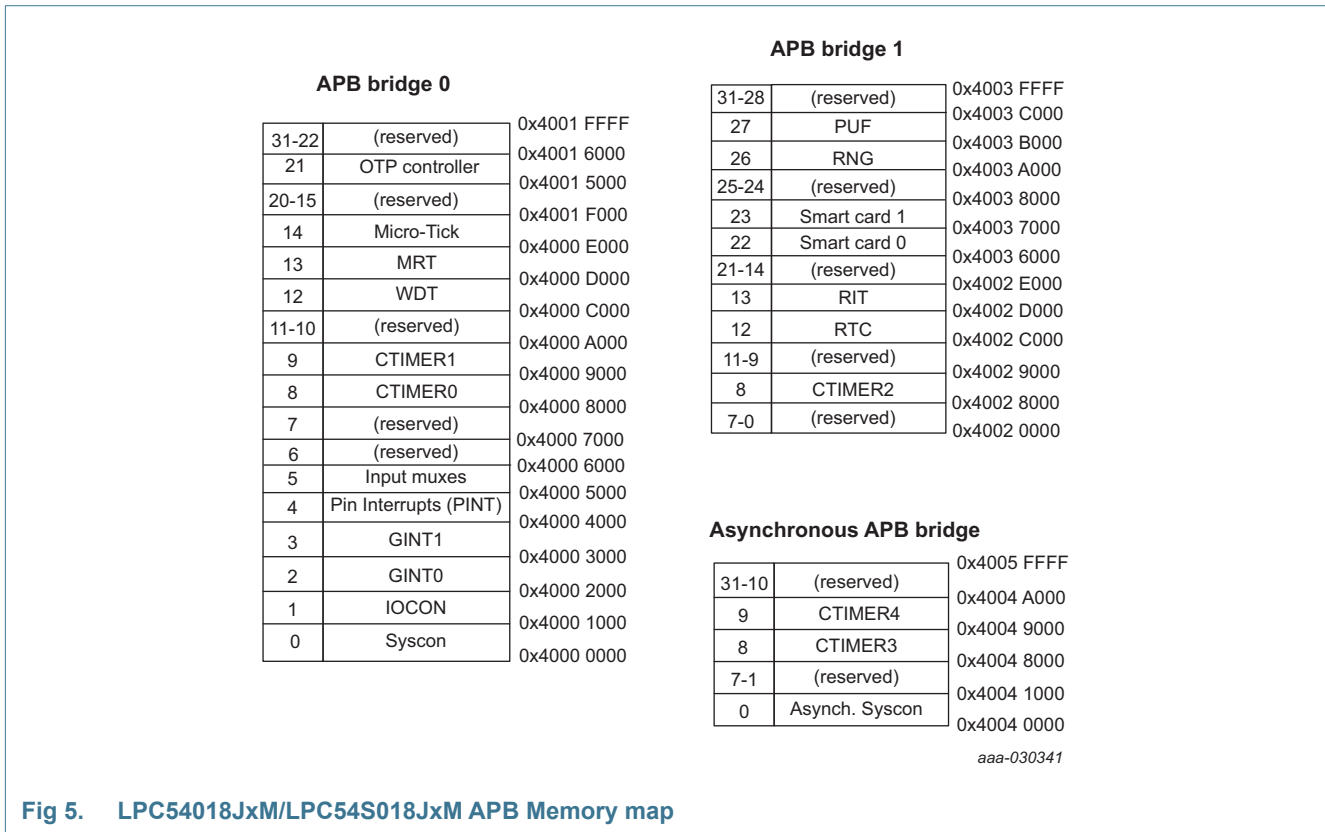 APB bridge 0
31-22 (reserved) 0x4001 FFFF
21 OTP controller 0x4001 6000
20-15 (reserved) 0x4001 5000
14 Micro-Tick 0x4001 F000
13 MRT 0x4000 E000
12 WDT 0x4000 D000
11-10 (reserved) 0x4000 C000
9 CTIMER1 0x4000 A000
8 CTIMER0 0x4000 9000
7 (reserved) 0x4000 8000
6 (reserved) 0x4000 7000
5 Input muxes 0x4000 6000
4 Pin Interrupts (PINT) 0x4000 5000
3 GINT1 0x4000 4000
2 GINT0 0x4000 3000
1 IOCON 0x4000 2000
0 Syscon 0x4000 1000
0x4000 0000
APB bridge 1
31-28 (reserved) 0x4003 FFFF
27 PUF 0x4003 C000
26 RNG 0x4003 B000
25-24 (reserved) 0x4003 A000
23 Smart card 1 0x4003 8000
22 Smart card 0 0x4003 7000
21-14 (reserved) 0x4003 6000
13 RIT 0x4002 E000
12 RTC 0x4002 D000
11-9 (reserved) 0x4002 C000
8 CTIMER2 0x4002 9000
7-0 (reserved) 0x4002 8000
0x4002 0000
Asynchronous APB bridge
31-10 (reserved) 0x4005 FFFF
9 CTIMER4 0x4004 A000
8 CTIMER3 0x4004 9000
7-1 (reserved) 0x4004 8000
0 Asynch. Syscon 0x4004 1000
0x4004 0000
aaa-030341
Fig 5. LPC54018JxM/LPC54S018JxM APB Memory map